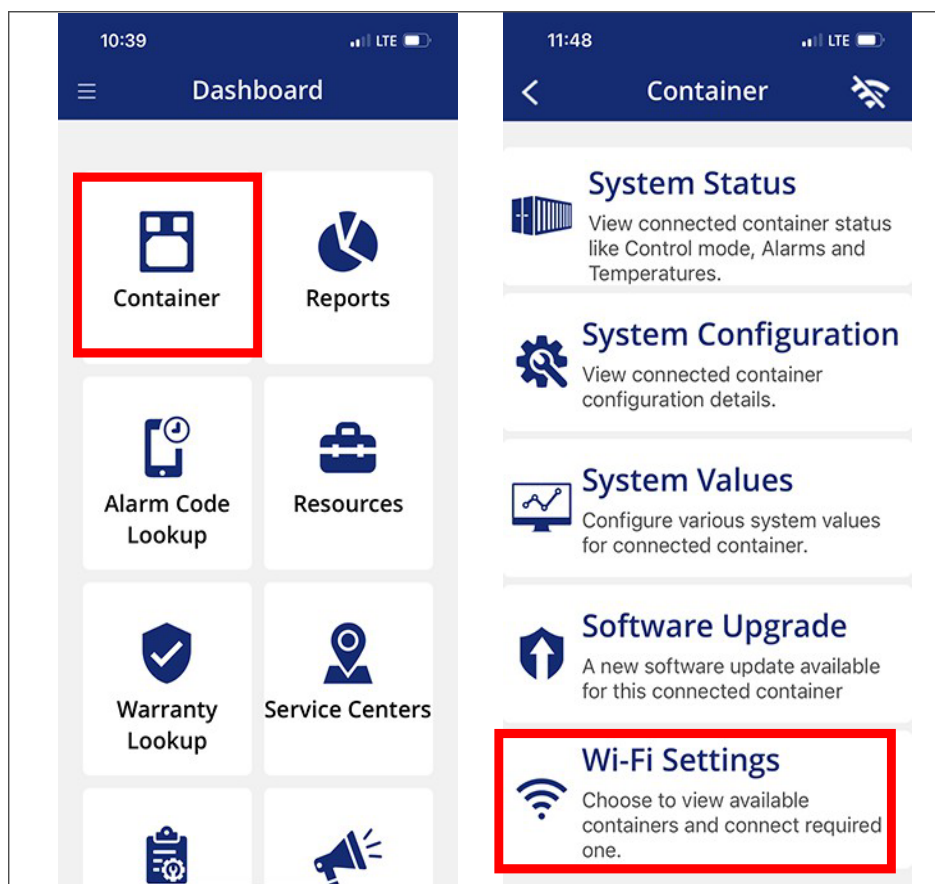 10:39
LTE
Dashboard
Container
Reports
Alarm Code
Lookup
Resources
Warranty
Lookup
Service Centers
11:48
LTE
Container
System Status
View connected container status
like Control mode, Alarms and
Temperatures.
System Configuration
View connected container
configuration details.
System Values
Configure various system values
for connected container.
Software Upgrade
A new software update available
for this connected container
Wi-Fi Settings
Choose to view available
containers and connect required
one.